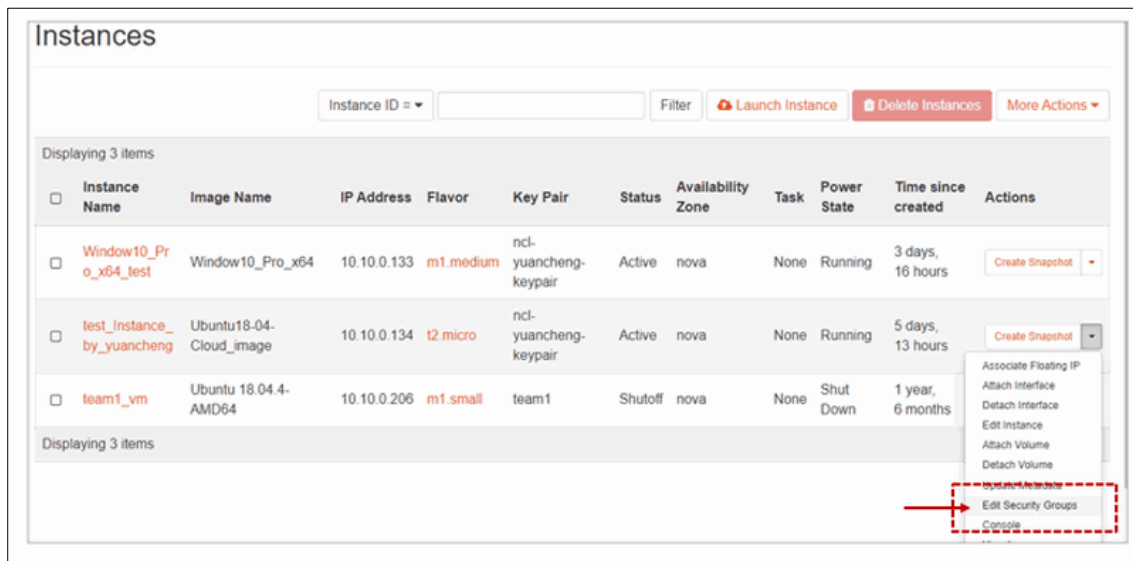 Instances
Instance ID = Filter Launch Instance Delete Instances More Actions
Displaying 3 items
Instance Name Image Name IP Address Flavor Key Pair Status Availability Zone Task Power State Time since created Actions
Window10_Pr
o_x64_test Window10_Pro_x64 10.10.0.133 m1.medium ncl-
yuancheng-
keypair Active nova None Running 3 days,
16 hours Create Snapshot
test_Instance_
by_yuancheng Ubuntu18-04-
Cloud_image 10.10.0.134 t2.micro ncl-
yuancheng-
keypair Active nova None Running 5 days,
13 hours Create Snapshot
team1_vm Ubuntu 18.04.4-
AMD64 10.10.0.206 m1.small team1 Shutoff nova None Shut
Down 1 year,
6 months
Displaying 3 items
Associate Floating IP
Attach Interface
Detach Interface
Edit Instance
Attach Volume
Detach Volume
Update Metadata
Edit Security Groups
Console